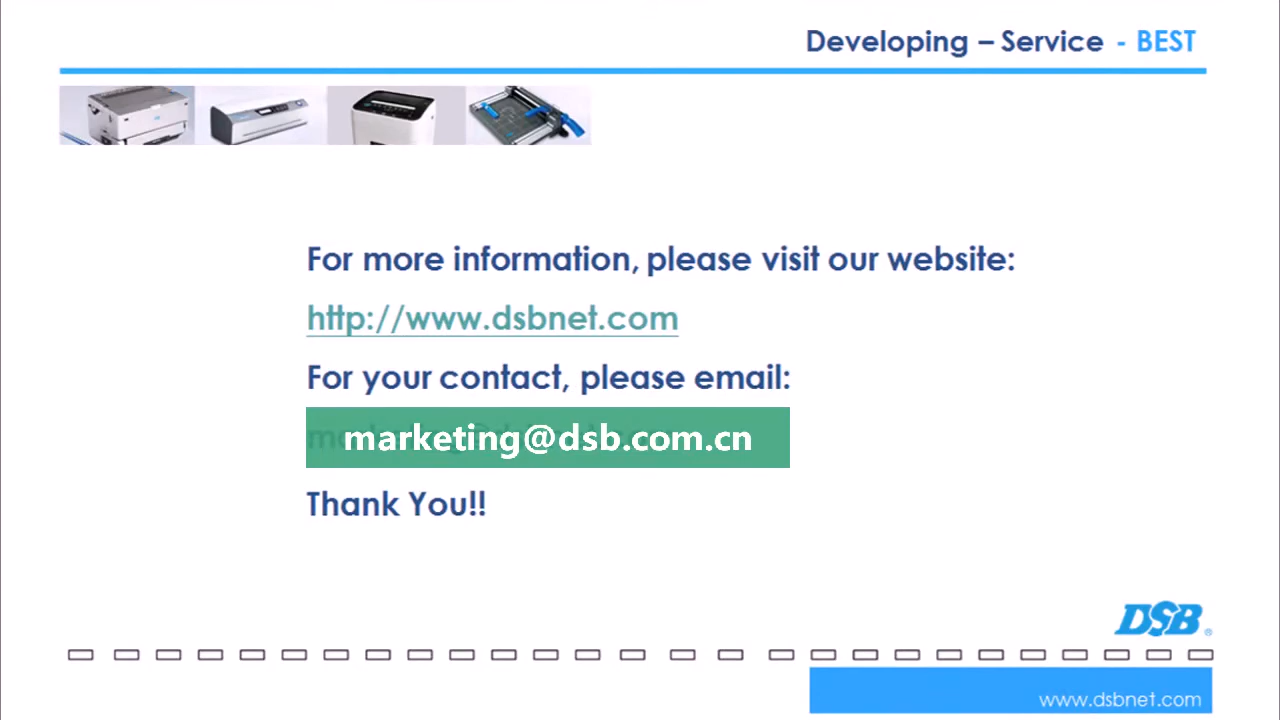 Developing – Service - BEST
For more information, please visit our website:
http://www.dsbnet.com
For your contact, please email:
marketing@dsb.com.cn
Thank You!!
DSB®
www.dsbnet.com